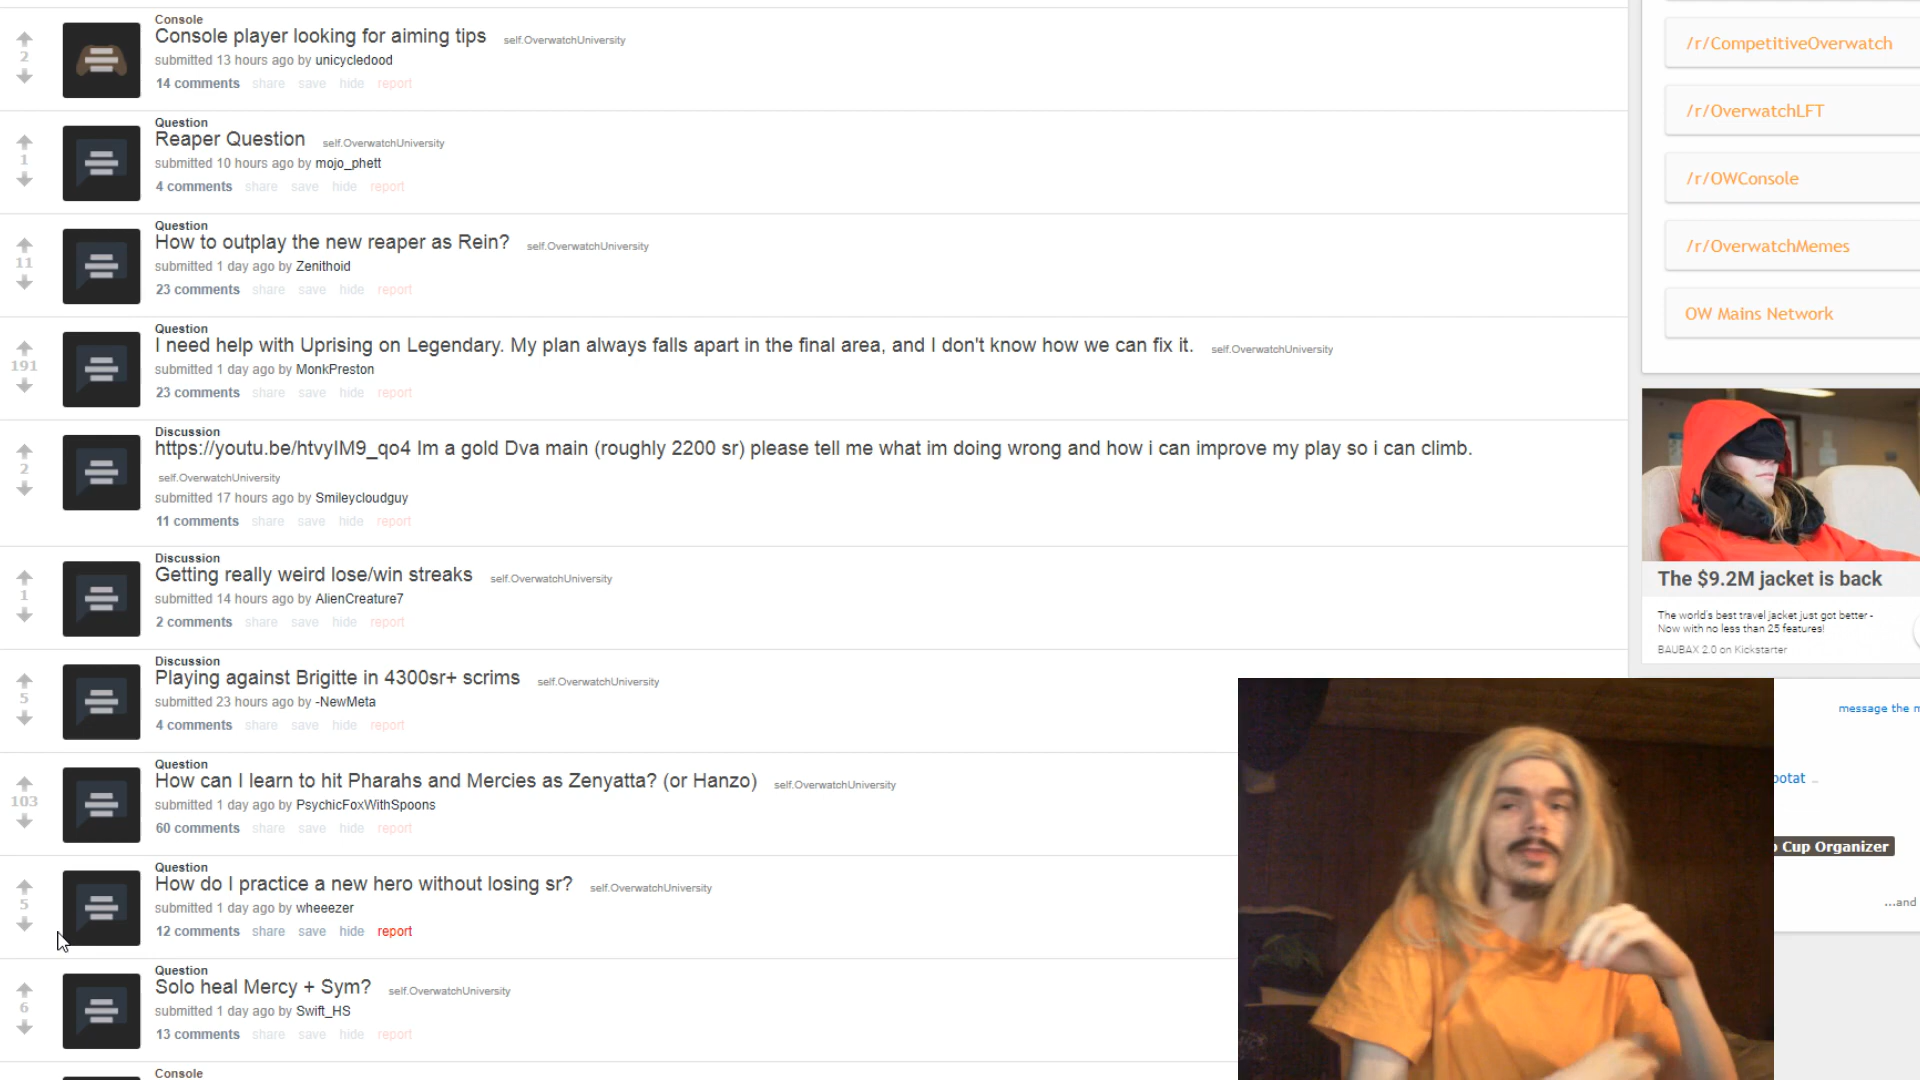 Console
Console player looking for aiming tips self.OverwatchUniversity
2
submitted 13 hours ago by unicycledood
14 comments share save hide report
Question
Reaper Question self.OverwatchUniversity
1
submitted 10 hours ago by mojo_phett
4 comments share save hide report
Question
How to outplay the new reaper as Rein? self.OverwatchUniversity
11
submitted 1 day ago by Zenithoid
23 comments share save hide report
Question
I need help with Uprising on Legendary. My plan always falls apart in the final area, and I don't know how we can fix it. self.OverwatchUniversity
191
submitted 1 day ago by MonkPreston
23 comments share save hide report
Discussion
https://youtu.be/htvyIM9_qo4 Im a gold Dva main (roughly 2200 sr) please tell me what im doing wrong and how i can improve my play so i can climb.
2
self.OverwatchUniversity
submitted 17 hours ago by Smileycloudguy
11 comments share save hide report
Discussion
Getting really weird lose/win streaks self.OverwatchUniversity
1
submitted 14 hours ago by AlienCreature7
2 comments share save hide report
Discussion
Playing against Brigitte in 4300sr+ scrims self.OverwatchUniversity
5
submitted 23 hours ago by -NewMeta
4 comments share save hide report
Question
How can I learn to hit Pharahs and Mercies as Zenyatta? (or Hanzo) self.OverwatchUniversity
103
submitted 1 day ago by PsychicFoxWithSpoons
60 comments share save hide report
Question
How do I practice a new hero without losing sr? self.OverwatchUniversity
5
submitted 1 day ago by wheeezer
12 comments share save hide report
Question
Solo heal Mercy + Sym? self.OverwatchUniversity
6
submitted 1 day ago by Swift_HS
13 comments share save hide report
Console
/r/CompetitiveOverwatch
/r/OverwatchLFT
/r/OWConsole
/r/OverwatchMemes
OW Mains Network
The $9.2M jacket is back
The world's best travel jacket just got better -
Now with no less than 25 features!
BAUBAX 2.0 on Kickstarter
message the m
otat
Cup Organizer
...and